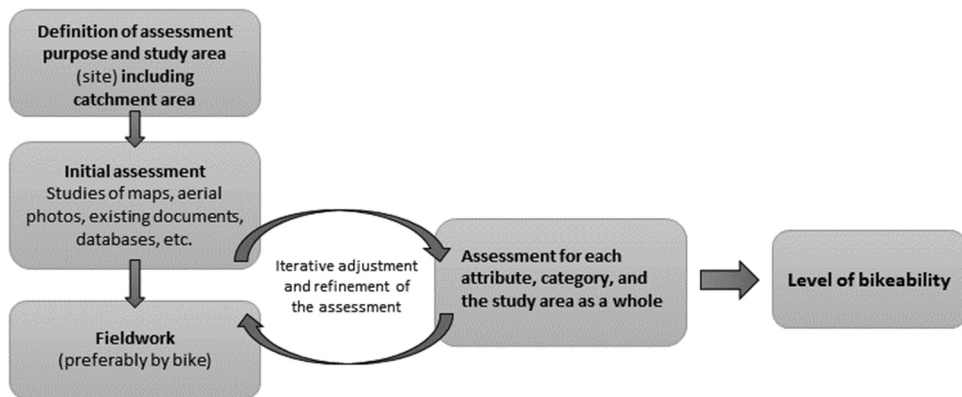 Definition of assessment
purpose and study area
(site) including
catchment area
Initial assessment
Studies of maps, aerial
photos, existing documents,
databases, etc.
Fieldwork
(preferably by bike)
Iterative adjustment
and refinement of
the assessment
Assessment for each
attribute, category, and
the study area as a whole
Level of bikeability